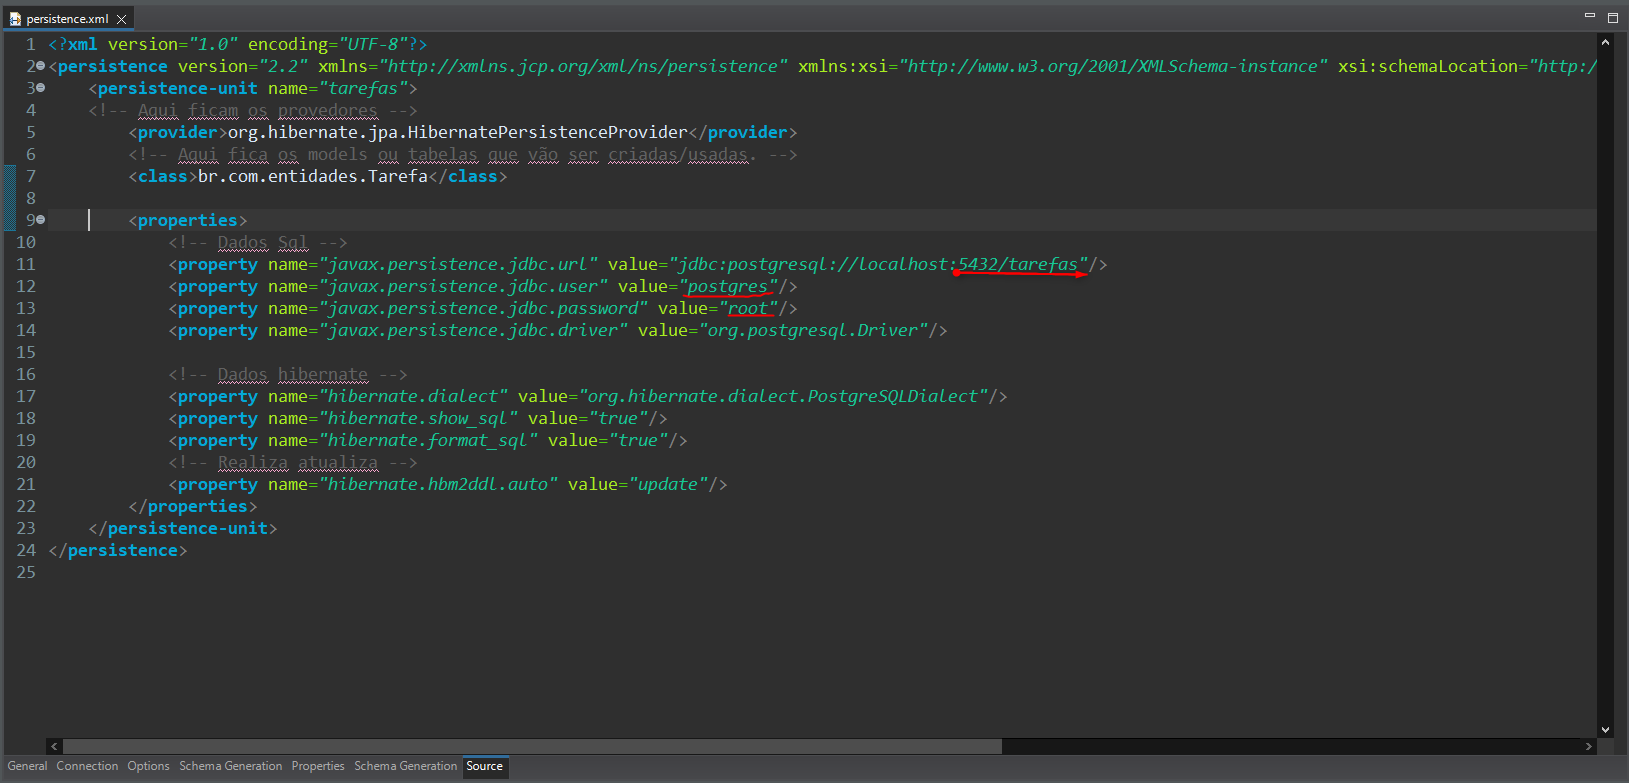 persistence.xml
1 <?xml version="1.0" encoding="UTF-8"?>
2 <persistence version="2.2" xmlns="http://xmlns.jcp.org/xml/ns/persistence" xmlns:xsi="http://www.w3.org/2001/XMLSchema-instance" xsi:schemaLocation="http:/
3 <persistence-unit name="tarefas">
4 <!-- Aqui ficam os provedores -->
5 <provider>org.hibernate.jpa.HibernatePersistenceProvider</provider>
6 <!-- Aqui fica os models ou tabelas que vão ser criadas/usadas. -->
7 <class>br.com.entidades.Tarefa</class>
8
9 <properties>
10 <!-- Dados Sql -->
11 <property name="javax.persistence.jdbc.url" value="jdbc:postgresql://localhost:5432/tarefas"/>
12 <property name="javax.persistence.jdbc.user" value="postgres"/>
13 <property name="javax.persistence.jdbc.password" value="root"/>
14 <property name="javax.persistence.jdbc.driver" value="org.postgresql.Driver"/>
15
16 <!-- Dados hibernate -->
17 <property name="hibernate.dialect" value="org.hibernate.dialect.PostgreSQLDialect"/>
18 <property name="hibernate.show_sql" value="true"/>
19 <property name="hibernate.format_sql" value="true"/>
20 <!-- Realiza atualiza -->
21 <property name="hibernate.hbm2ddl.auto" value="update"/>
22 </properties>
23 </persistence-unit>
24 </persistence>
25
General Connection Options Schema Generation Properties Schema Generation Source